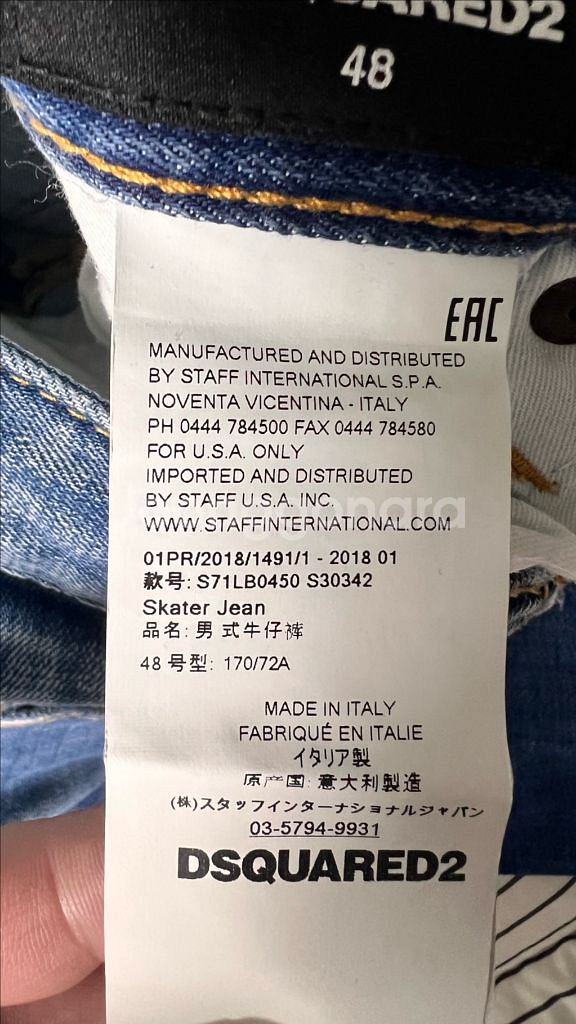 DSQUARED2
48
EAC
MANUFACTURED AND DISTRIBUTED
BY STAFF INTERNATIONAL S.P.A.
NOVENTA VICENTINA - ITALY
PH 0444 784500 FAX 0444 784580
FOR U.S.A. ONLY
IMPORTED AND DISTRIBUTED
BY STAFF U.S.A. INC.
WWW.STAFFINTERNATIONAL.COM
01PR/2018/1491/1 - 2018 01
款号: S71LB0450 S30342
Skater Jean
品名: 男 式牛仔裤
48 号型: 170/72A
MADE IN ITALY
FABRIQUÉ EN ITALIE
イタリア製
原产国: 意大利製造
(株)スタッフインターナショナルジャパン
03-5794-9931
DSQUARED2